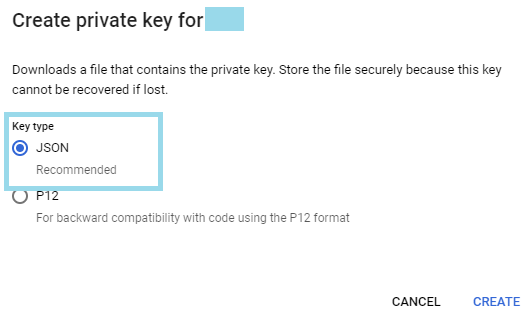 Create private key for
Downloads a file that contains the private key. Store the file securely because this key
cannot be recovered if lost.
Key type
JSON
Recommended
P12
For backward compatibility with code using the P12 format
CANCEL CREATE